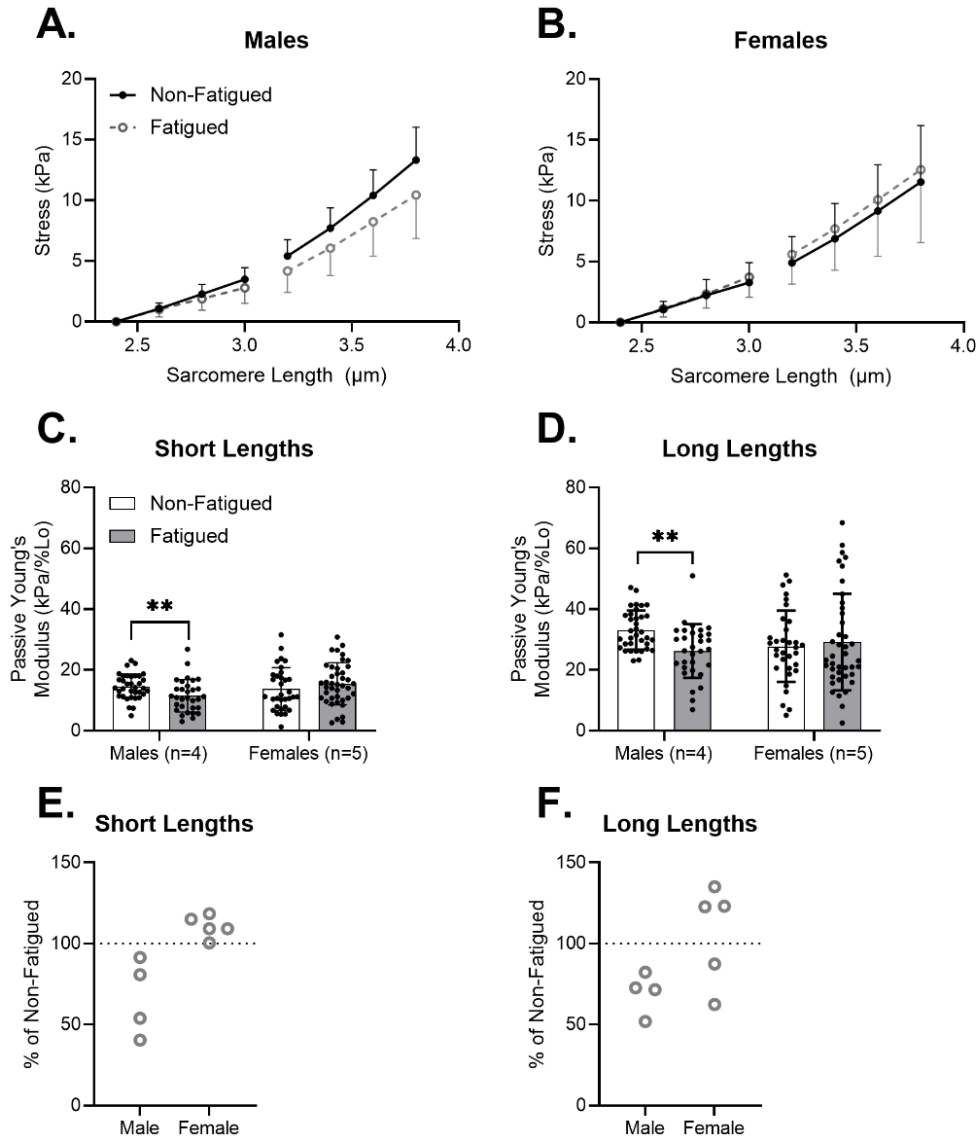 A.
Males
Non-Fatigued
Fatigued
Stress (kPa)
20
15
10
5
0
2.5
3.0
3.5
4.0
Sarcomere Length (μm)
B.
Females
Stress (kPa)
20
15
10
5
0
2.5
3.0
3.5
4.0
Sarcomere Length (μm)
C.
Short Lengths
Non-Fatigued
Fatigued
Passive Young's
Modulus (kPa/%Lo)
80
60
40
20
0
**
Males (n=4)
Females (n=5)
D.
Long Lengths
Passive Young's
Modulus (kPa/%Lo)
80
60
40
20
0
**
Males (n=4)
Females (n=5)
E.
Short Lengths
% of Non-Fatigued
150
100
50
0
Male
Female
F.
Long Lengths
% of Non-Fatigued
150
100
50
0
Male
Female